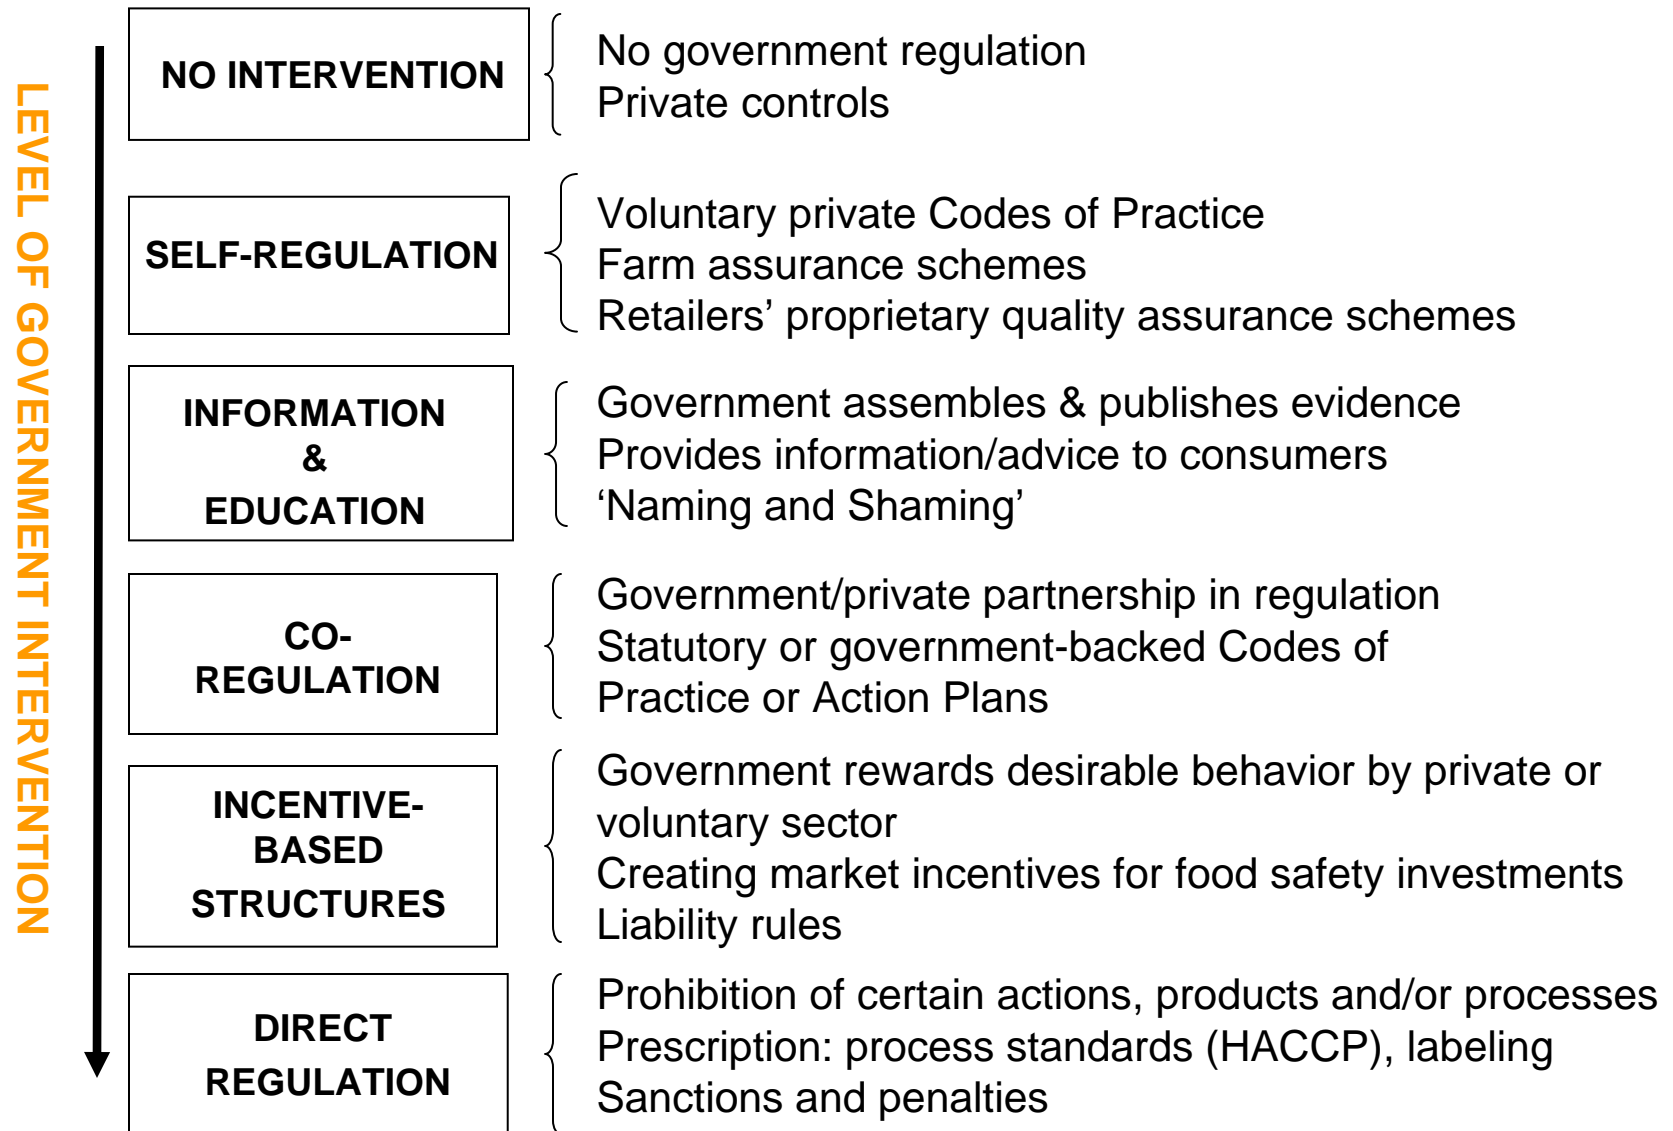 LEVEL OF GOVERNMENT INTERVENTION
NO INTERVENTION
No government regulation
Private controls
SELF-REGULATION
Voluntary private Codes of Practice
Farm assurance schemes
Retailers’ proprietary quality assurance schemes
INFORMATION
&
EDUCATION
Government assembles & publishes evidence
Provides information/advice to consumers
‘Naming and Shaming’
CO-
REGULATION
Government/private partnership in regulation
Statutory or government-backed Codes of
Practice or Action Plans
INCENTIVE-
BASED
STRUCTURES
Government rewards desirable behavior by private or
voluntary sector
Creating market incentives for food safety investments
Liability rules
DIRECT
REGULATION
Prohibition of certain actions, products and/or processes
Prescription: process standards (HACCP), labeling
Sanctions and penalties